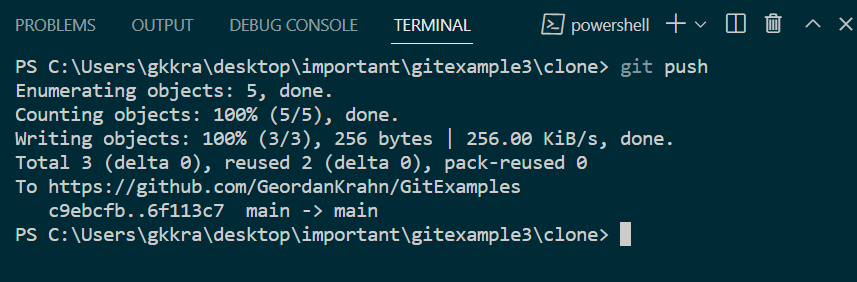 PROBLEMS OUTPUT DEBUG CONSOLE TERMINAL powershell
PS C:\Users\gkkra\desktop\important\gitexample3\clone> git push
Enumerating objects: 5, done.
Counting objects: 100% (5/5), done.
Writing objects: 100% (3/3), 256 bytes | 256.00 KiB/s, done.
Total 3 (delta 0), reused 2 (delta 0), pack-reused 0
To https://github.com/GeordanKrahn/GitExamples
   c9ebcfb..6f113c7  main -> main
PS C:\Users\gkkra\desktop\important\gitexample3\clone>